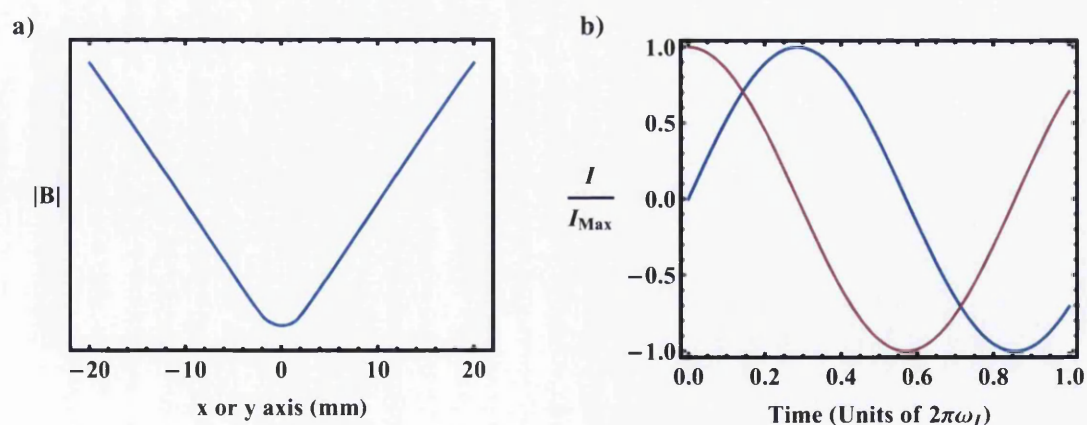 a)
|B|
−20 −10 0 10 20
x or y axis (mm)
b)
1.0
0.5
0.0
−0.5
−1.0
I
I_Max
0.0 0.2 0.4 0.6 0.8 1.0
Time (Units of 2πω_I)